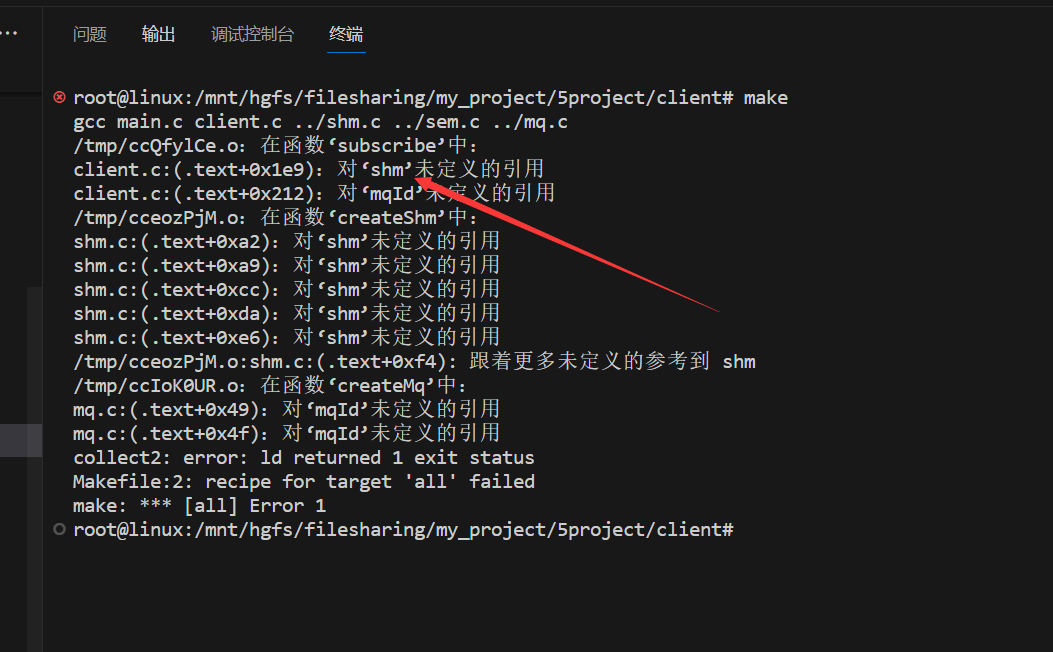 问题 输出 调试控制台 终端
root@linux:/mnt/hgfs/filesharing/my_project/5project/client# make
gcc main.c client.c ../shm.c ../sem.c ../mq.c
/tmp/ccQfylCe.o：在函数‘subscribe’中：
client.c:(.text+0x1e9)：对‘shm’未定义的引用
client.c:(.text+0x212)：对‘mqId’未定义的引用
/tmp/cceozPjM.o：在函数‘createShm’中：
shm.c:(.text+0xa2)：对‘shm’未定义的引用
shm.c:(.text+0xa9)：对‘shm’未定义的引用
shm.c:(.text+0xcc)：对‘shm’未定义的引用
shm.c:(.text+0xda)：对‘shm’未定义的引用
shm.c:(.text+0xe6)：对‘shm’未定义的引用
/tmp/cceozPjM.o:shm.c:(.text+0xf4)：跟着更多未定义的参考到 shm
/tmp/ccIoK0UR.o：在函数‘createMq’中：
mq.c:(.text+0x49)：对‘mqId’未定义的引用
mq.c:(.text+0x4f)：对‘mqId’未定义的引用
collect2: error: ld returned 1 exit status
Makefile:2: recipe for target 'all' failed
make: *** [all] Error 1
root@linux:/mnt/hgfs/filesharing/my_project/5project/client#